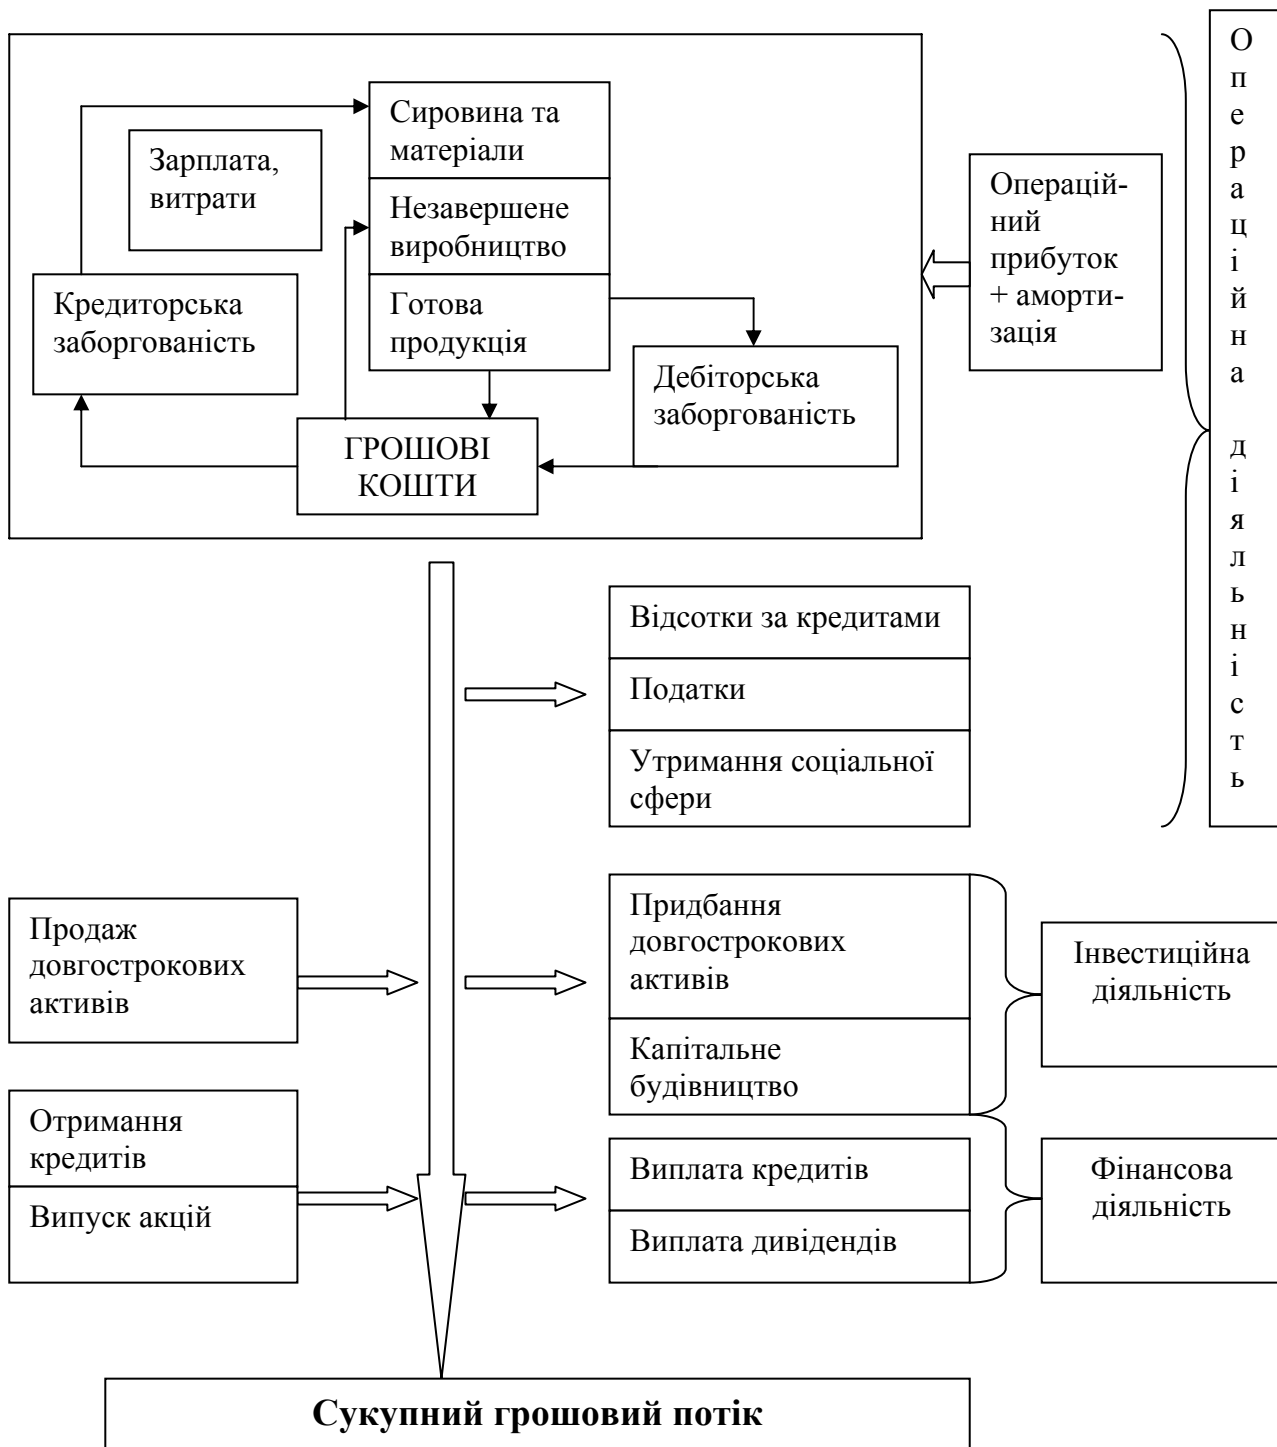 Сировина та
матеріали
Зарплата,
витрати
Незавершене
виробництво
Кредиторська
заборгованість
Готова
продукція
Дебіторська
заборгованість
ГРОШОВІ
КОШТИ
Операцій-
ний
прибуток
+ аморти-
зація
О
п
е
р
а
ц
і
й
н
а
д
і
я
л
ь
н
і
с
т
ь
Відсотки за кредитами
Податки
Утримання соціальної
сфери
Продаж
довгострокових
активів
Придбання
довгострокових
активів
Капітальне
будівництво
Інвестиційна
діяльність
Отримання
кредитів
Випуск акцій
Виплата кредитів
Виплата дивідендів
Фінансова
діяльність
Сукупний грошовий потік